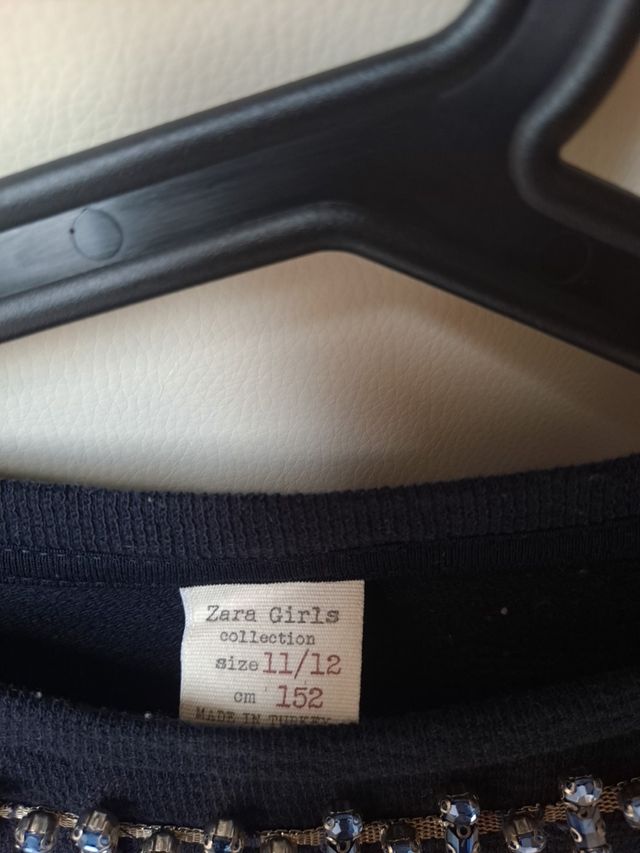 Zara Girls
collection
size 11/12
cm 152
MADE IN TURKEY